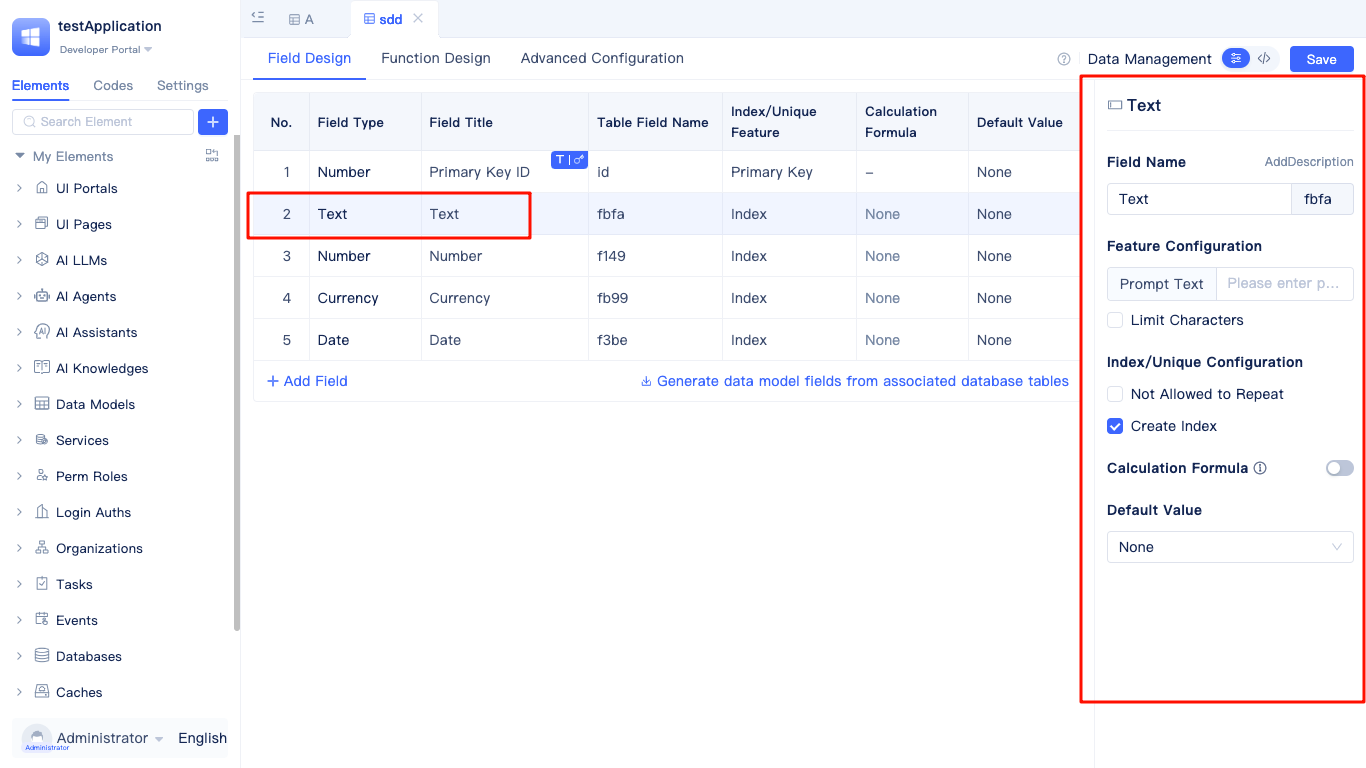 testApplication
Developer Portal
Elements Codes Settings
Search Element
My Elements
UI Portals
UI Pages
AI LLMs
AI Agents
AI Assistants
AI Knowledges
Data Models
Services
Perm Roles
Login Auths
Organizations
Tasks
Events
Databases
Caches
Administrator
Administrator English
A sdd
Field Design Function Design Advanced Configuration
Data Management Save
No. Field Type Field Title Table Field Name Index/Unique Feature Calculation Formula Default Value
1 Number Primary Key ID T id Primary Key – None
2 Text Text fbfa Index None None
3 Number Number f149 Index None None
4 Currency Currency fb99 Index None None
5 Date Date f3be Index None None
+ Add Field Generate data model fields from associated database tables
Text
Field Name AddDescription
Text fbfa
Feature Configuration
Prompt Text Please enter p...
Limit Characters
Index/Unique Configuration
Not Allowed to Repeat
Create Index
Calculation Formula
Default Value
None